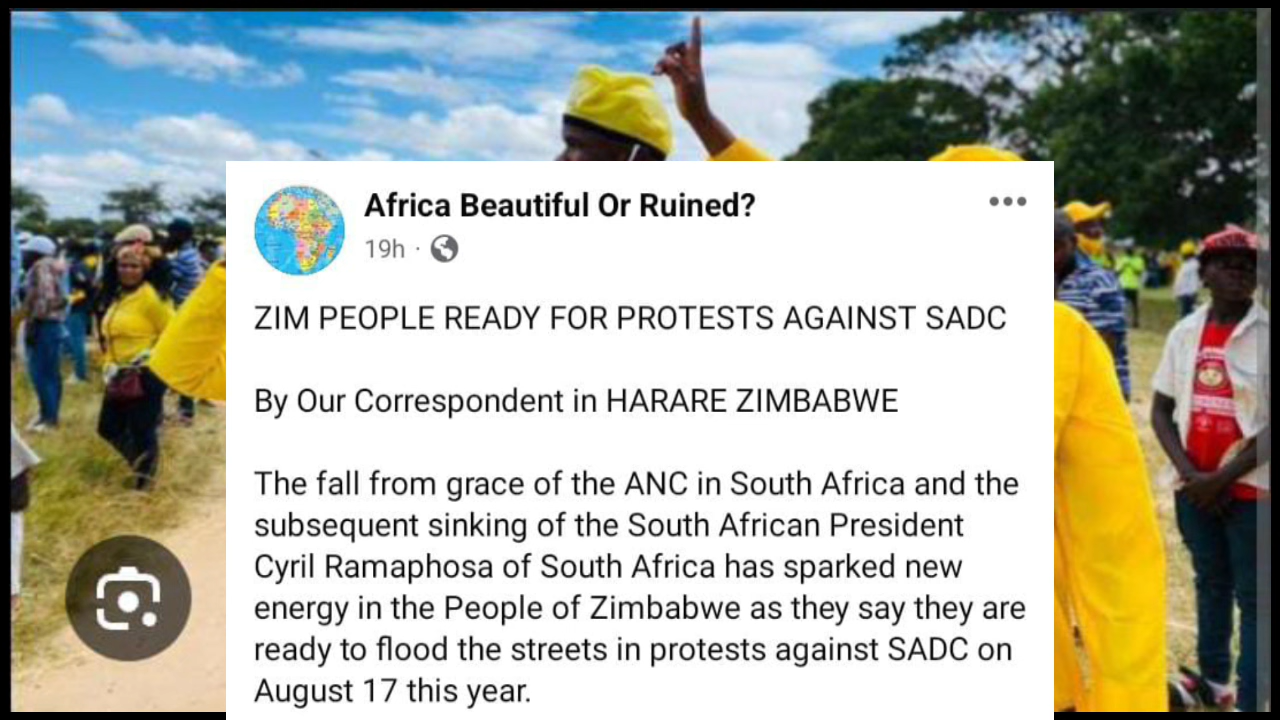 Africa Beautiful Or Ruined?
19h ·
ZIM PEOPLE READY FOR PROTESTS AGAINST SADC
By Our Correspondent in HARARE ZIMBABWE
The fall from grace of the ANC in South Africa and the
subsequent sinking of the South African President
Cyril Ramaphosa of South Africa has sparked new
energy in the People of Zimbabwe as they say they are
ready to flood the streets in protests against SADC on
August 17 this year.